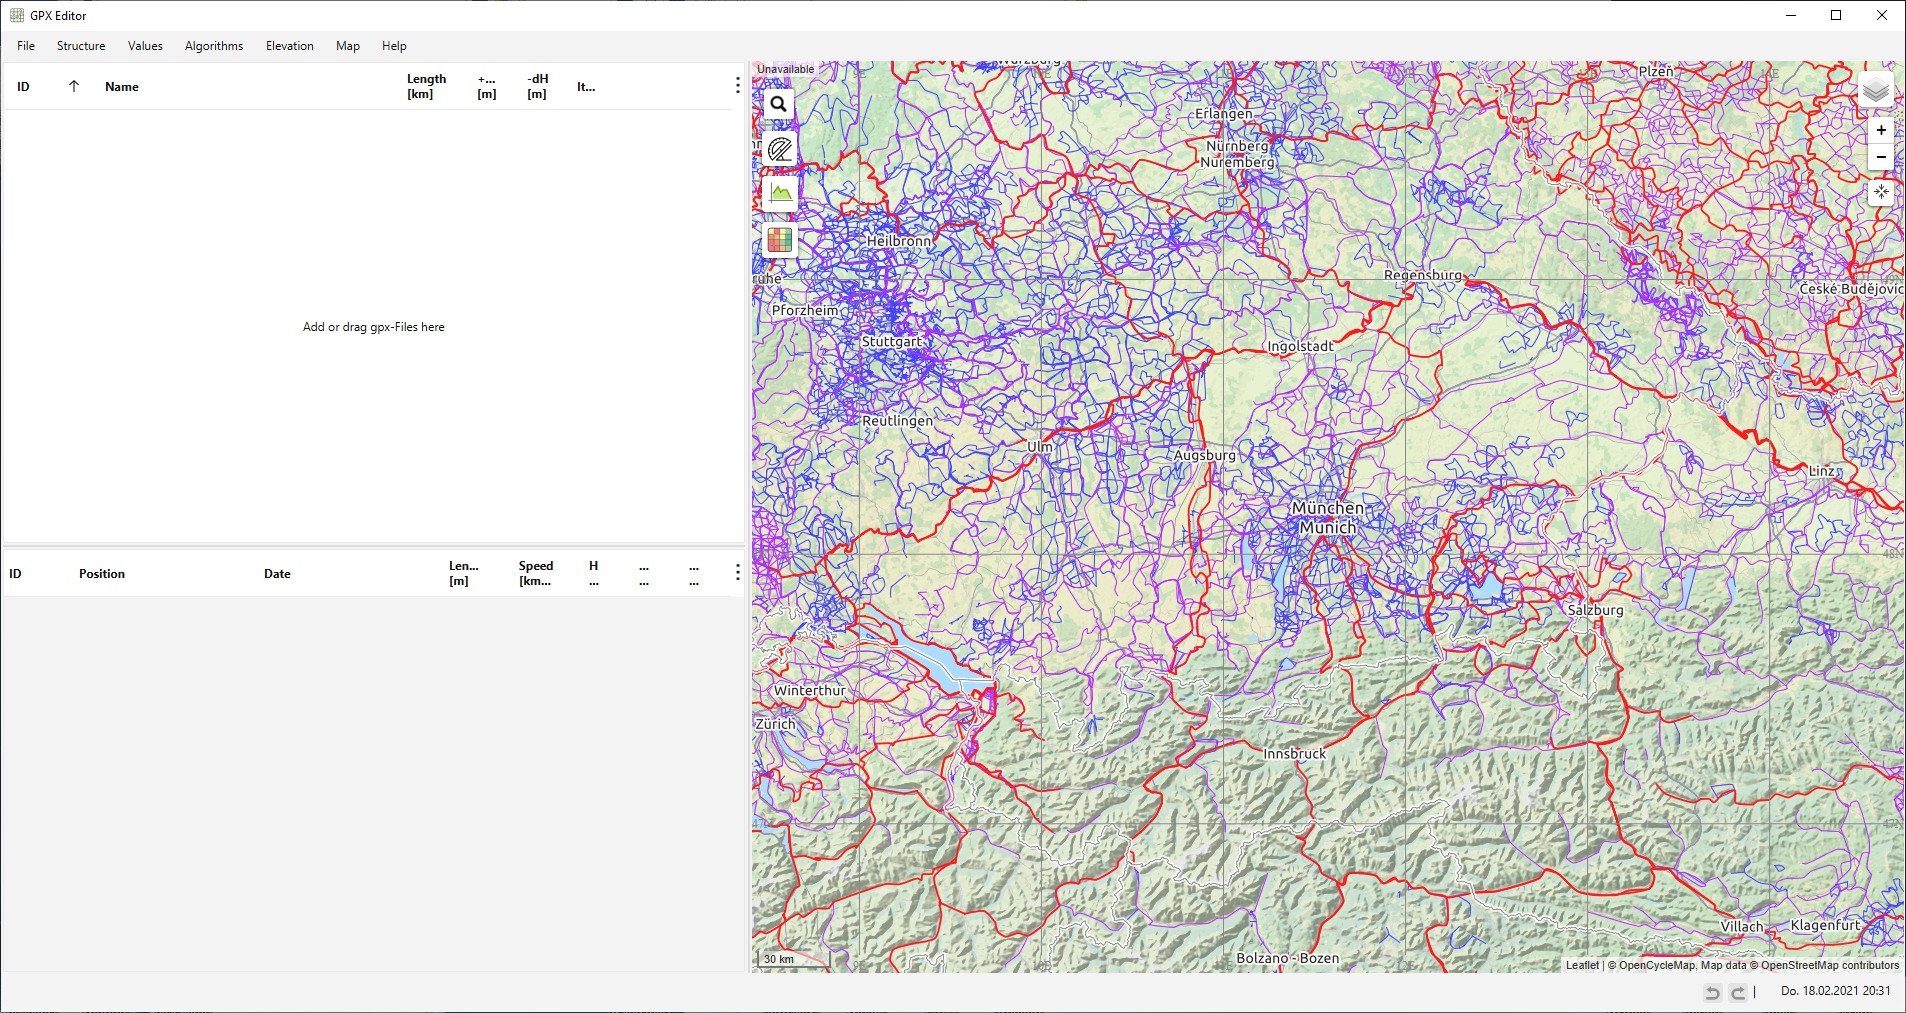 GPX Editor
File Structure Values Algorithms Elevation Map Help
ID Name Length [km] +... [m] -dH [m] It...
Add or drag gpx-Files here
ID Position Date Len... [m] Speed [km... H ... ... ... ... ...
Unavailable
Plzeň
Erlangen
Nürnberg
Nuremberg
Heilbronn
Regensburg
ruhe
České Budějovic
Pforzheim
Stuttgart
Ingolstadt
Reutlingen
Ulm
Augsburg
Linz
München
Munich
Salzburg
Winterthur
Zürich
Innsbruck
Villach
Klagenfurt
Bolzano - Bozen
30 km
Leaflet | © OpenCycleMap, Map data © OpenStreetMap contributors
Do. 18.02.2021 20:31